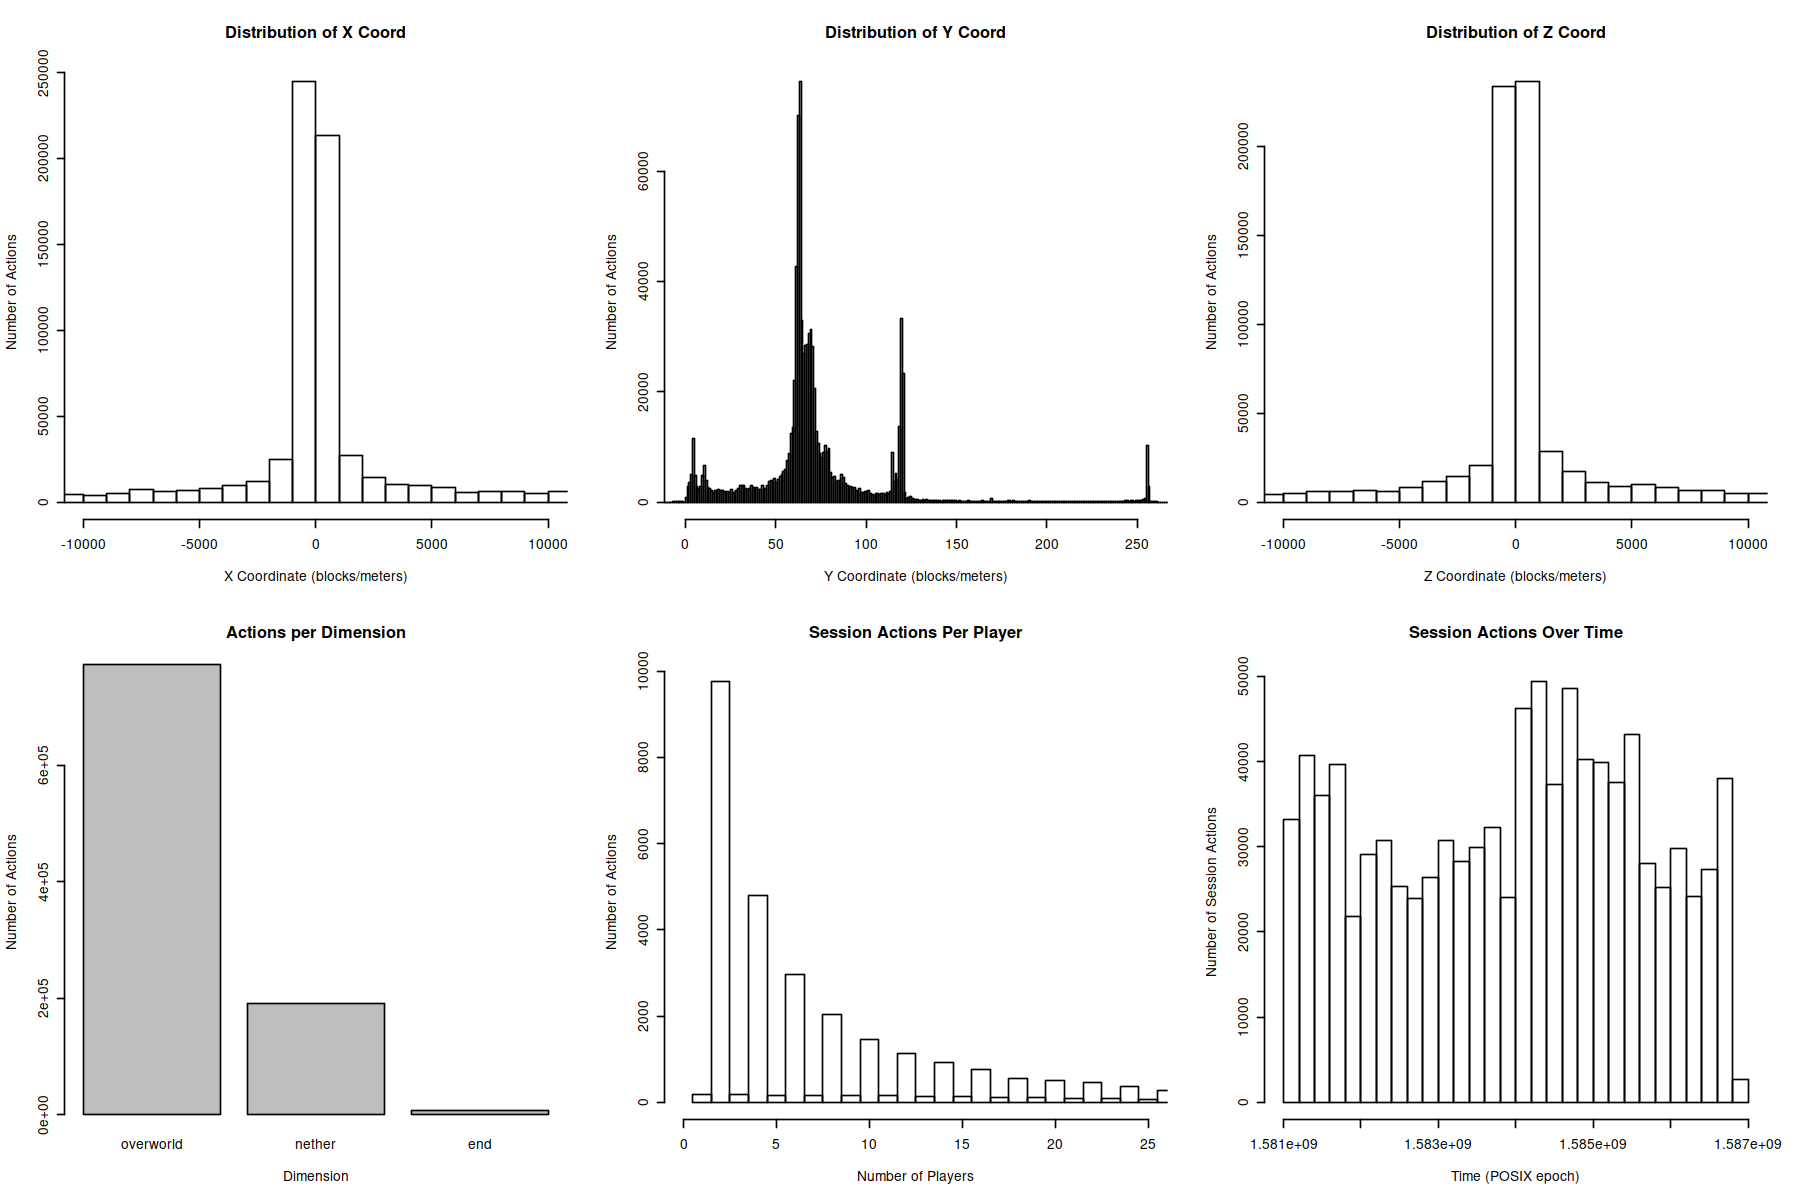 Distribution of X Coord
Number of Actions
0
50000
100000
150000
200000
250000
-10000
-5000
0
5000
10000
X Coordinate (blocks/meters)
Distribution of Y Coord
Number of Actions
0
20000
40000
60000
0
50
100
150
200
250
Y Coordinate (blocks/meters)
Distribution of Z Coord
Number of Actions
0
50000
100000
150000
200000
-10000
-5000
0
5000
10000
Z Coordinate (blocks/meters)
Actions per Dimension
Number of Actions
0e+00
2e+05
4e+05
6e+05
overworld
nether
end
Dimension
Session Actions Per Player
Number of Actions
0
2000
4000
6000
8000
10000
0
5
10
15
20
25
Number of Players
Session Actions Over Time
Number of Session Actions
0
10000
20000
30000
40000
50000
1.581e+09
1.583e+09
1.585e+09
1.587e+09
Time (POSIX epoch)